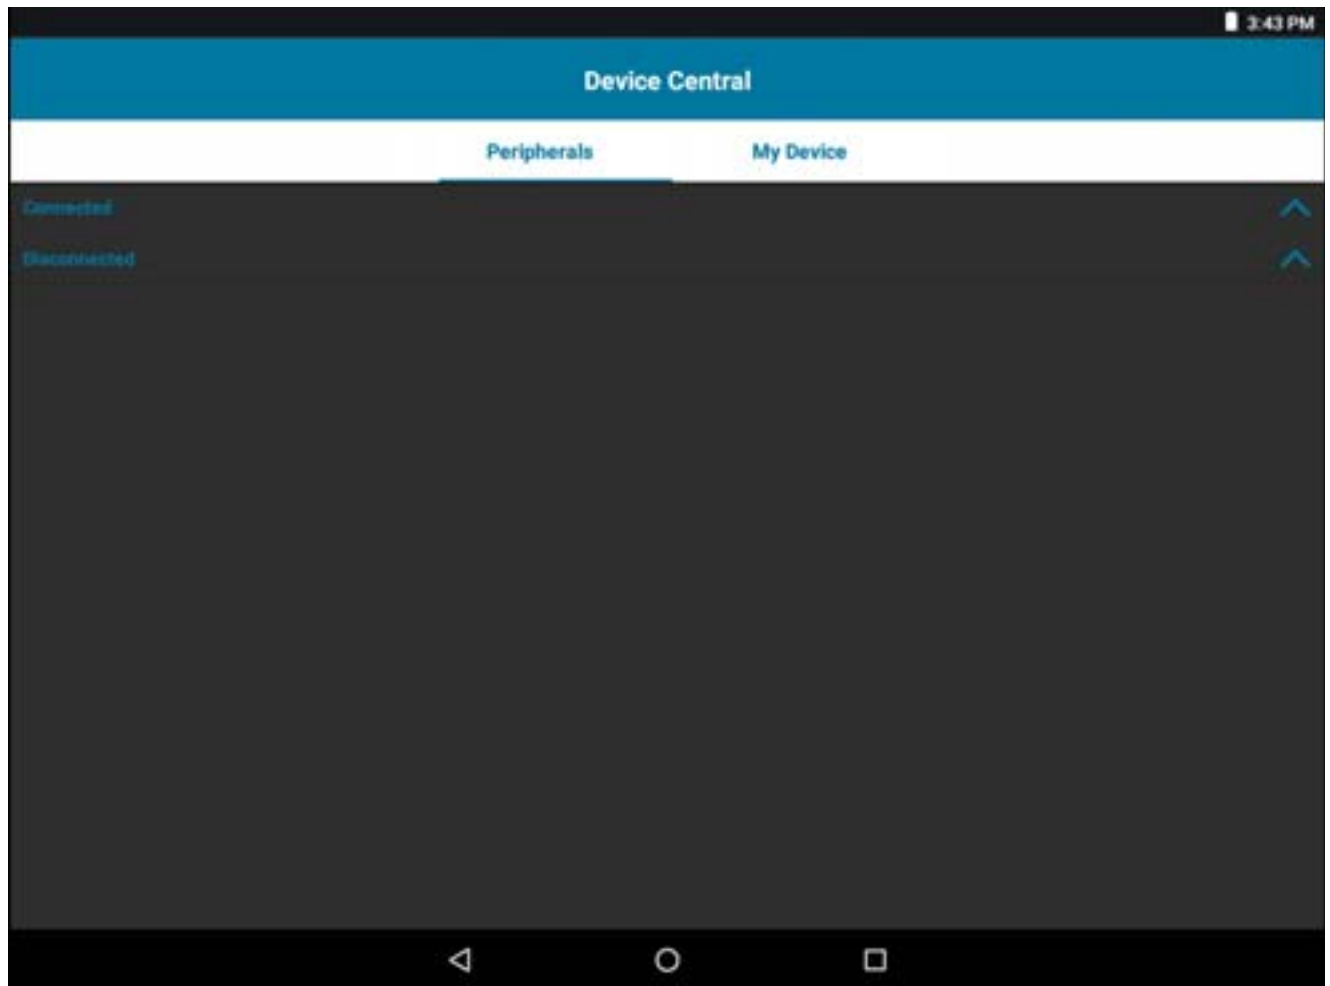 3:43 PM
Device Central
Peripherals My Device
Connected
Disconnected